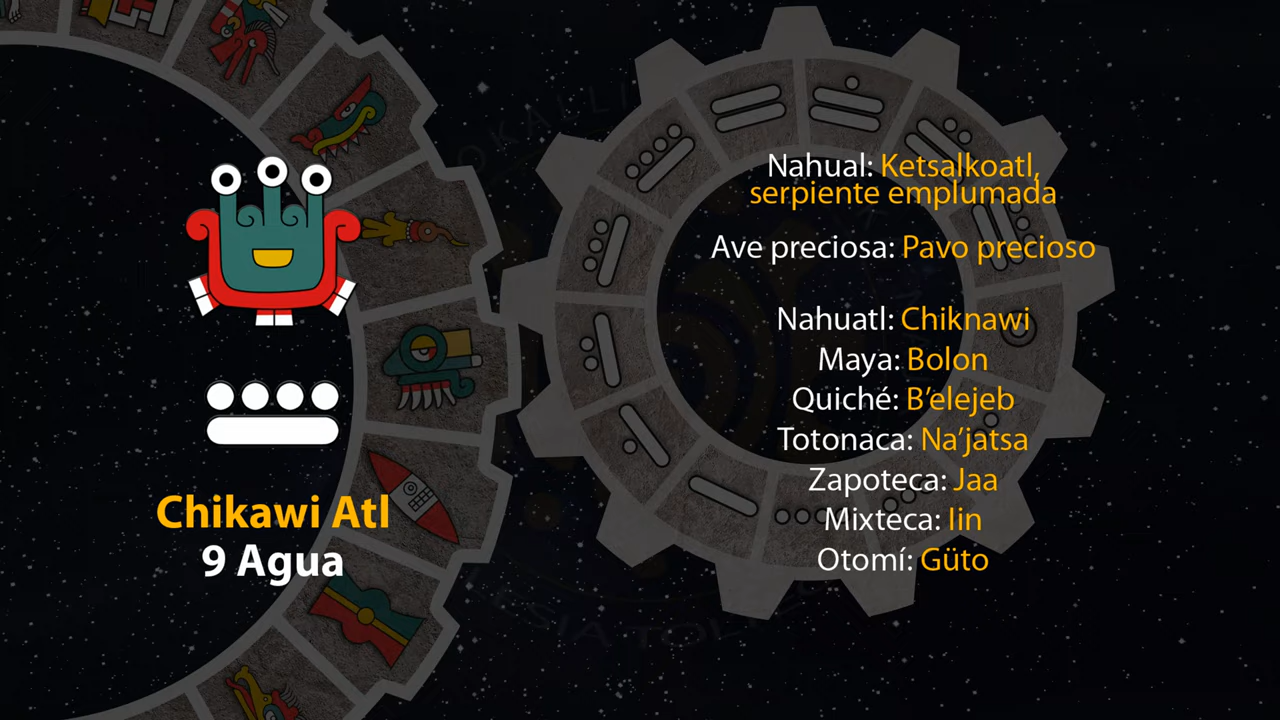 Chikawi Atl
9 Agua
Nahual: Ketsalkoatl,
serpiente emplumada
Ave preciosa: Pavo precioso
Nahuatl: Chiknawi
Maya: Bolon
Quiché: B'elejeb
Totonaca: Na'jatsa
Zapoteca: Jaa
Mixteca: Iin
Otomí: Güto